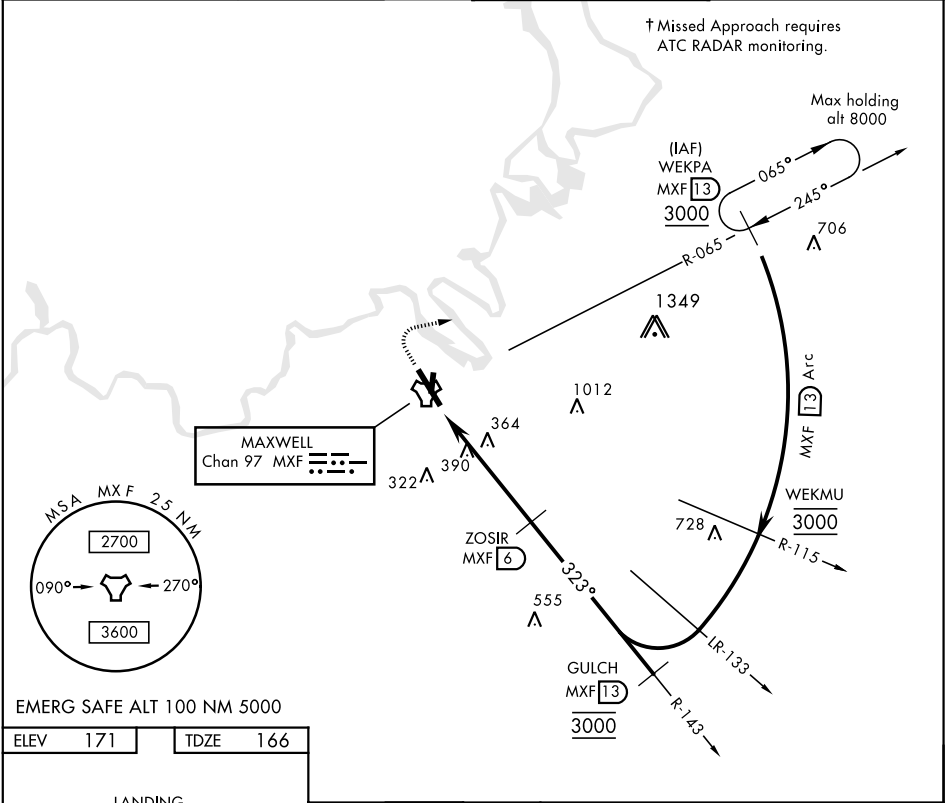 † Missed Approach requires
ATC RADAR monitoring.
Max holding
alt 8000
(IAF)
WEKPA
MXF 13
3000
065°
245°
706
R-065
1349
MXF 13 Arc
1012
364
390
322
MAXWELL
Chan 97 MXF
MSA MXF 25 NM
2700
090°
270°
3600
ZOSIR
MXF 6
323°
728
WEKMU
3000
R-115
555
LR-133
GULCH
MXF 13
3000
R-143
EMERG SAFE ALT 100 NM 5000
ELEV 171
TDZE 166
LANDING